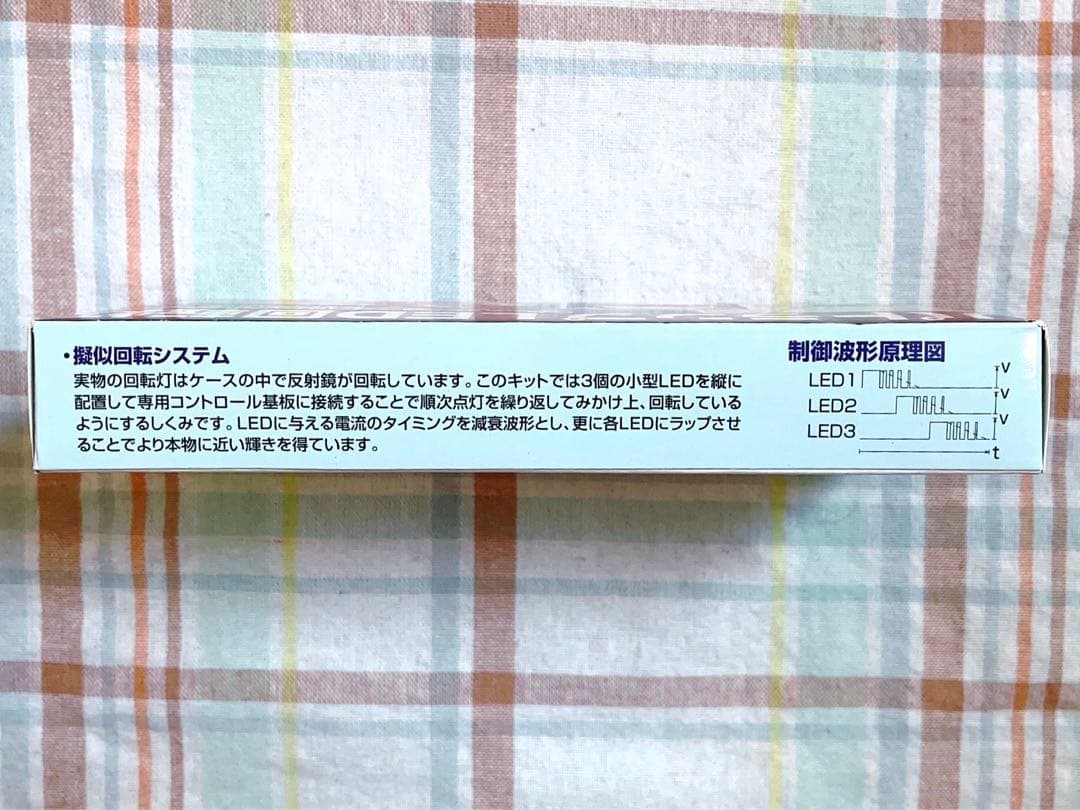 ・擬似回転システム
実物の回転灯はケースの中で反射鏡が回転しています。このキットでは3個の小型LEDを縦に
配置して専用コントロール基板に接続することで順次点灯を繰り返してみかけ上、回転している
ようにするしくみです。LEDに与える電流のタイミングを減衰波形とし、更に各LEDにラップさせ
ることでより本物に近い輝きを得ています。
制御波形原理図
LED1 V
LED2 V
LED3 V
t